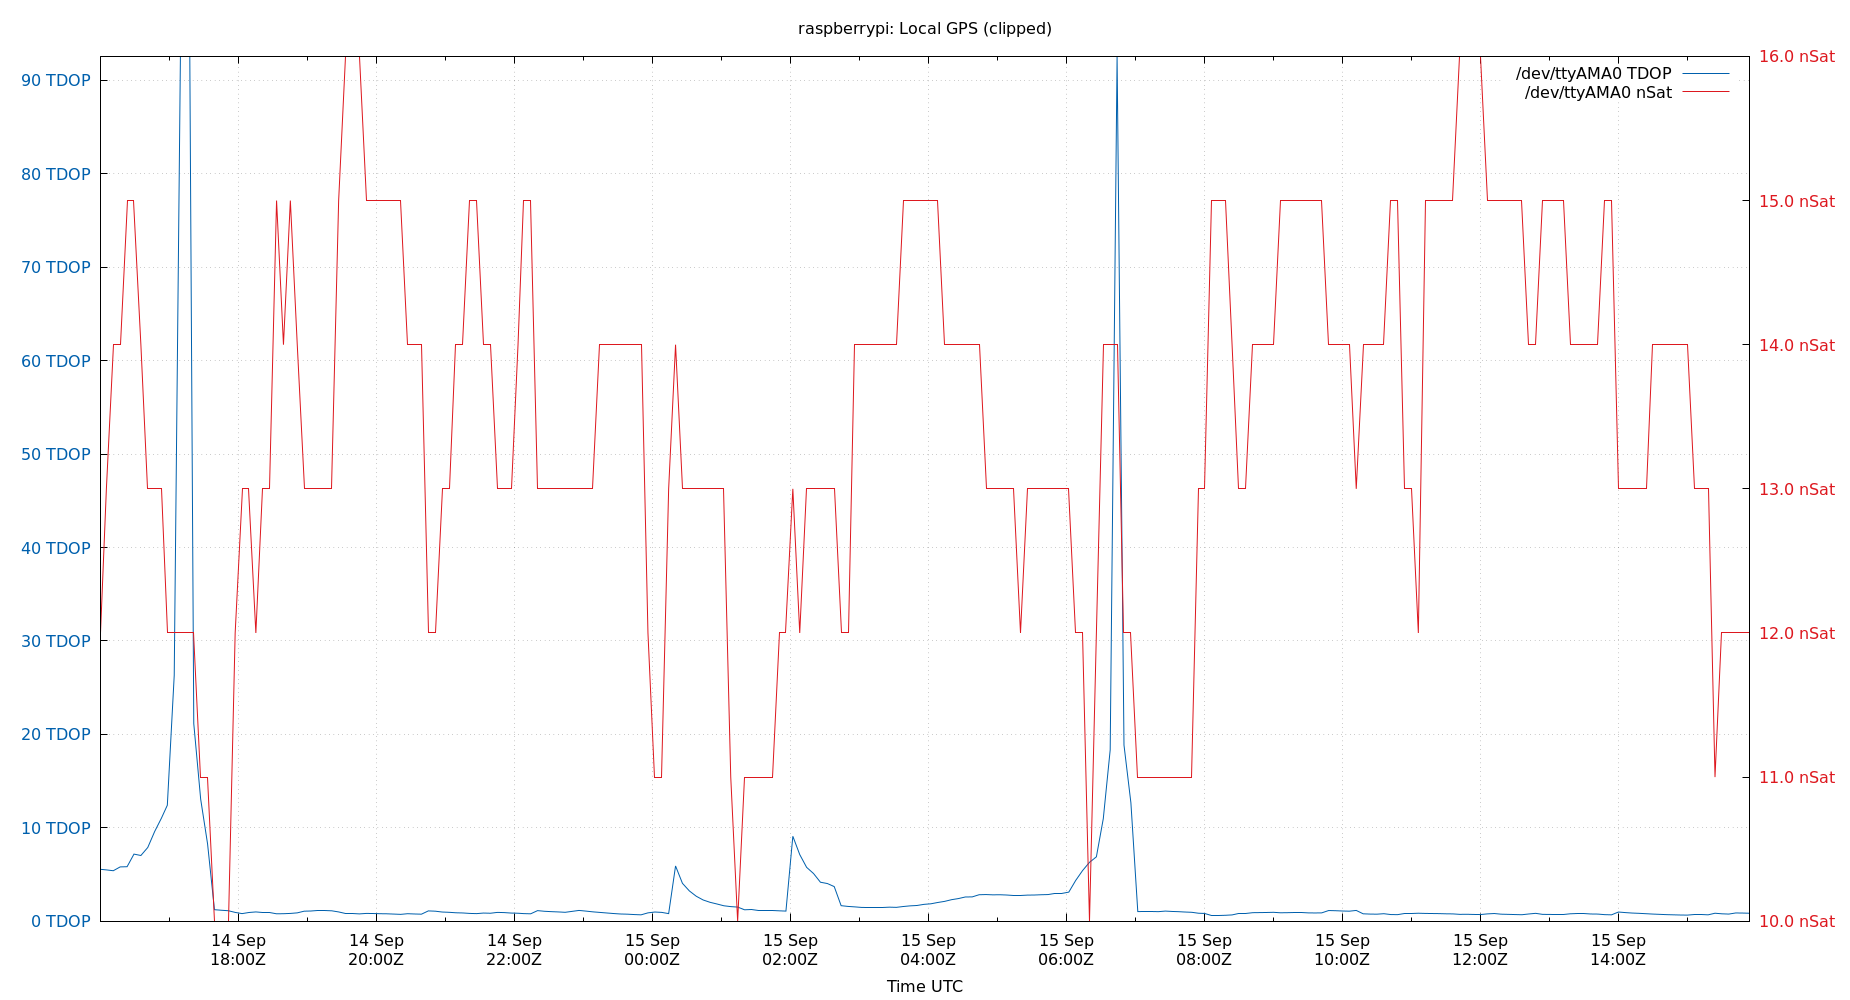 raspberrypi: Local GPS (clipped)
/dev/ttyAMA0 TDOP
/dev/ttyAMA0 nSat
90 TDOP
80 TDOP
70 TDOP
60 TDOP
50 TDOP
40 TDOP
30 TDOP
20 TDOP
10 TDOP
0 TDOP
16.0 nSat
15.0 nSat
14.0 nSat
13.0 nSat
12.0 nSat
11.0 nSat
10.0 nSat
14 Sep
18:00Z
14 Sep
20:00Z
14 Sep
22:00Z
15 Sep
00:00Z
15 Sep
02:00Z
15 Sep
04:00Z
15 Sep
06:00Z
15 Sep
08:00Z
15 Sep
10:00Z
15 Sep
12:00Z
15 Sep
14:00Z
Time UTC